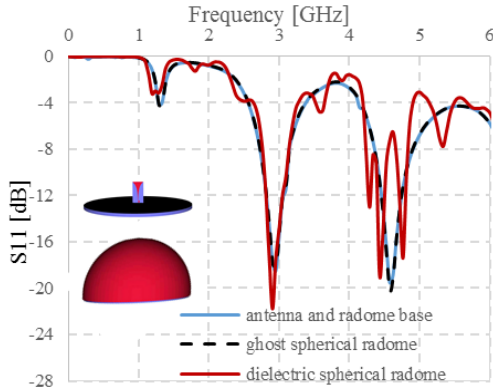 Frequency [GHz]
0 1 2 3 4 5 6
0
-4
-8
-12
-16
-20
-24
-28
S11 [dB]
antenna and radome base
ghost spherical radome
dielectric spherical radome